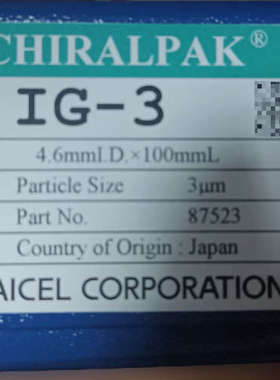 CHIRALPAK®
IG-3
4.6mmI.D.×100mmL
Particle Size 3μm
Part No. 87523
Country of Origin : Japan
AICEL CORPORATION